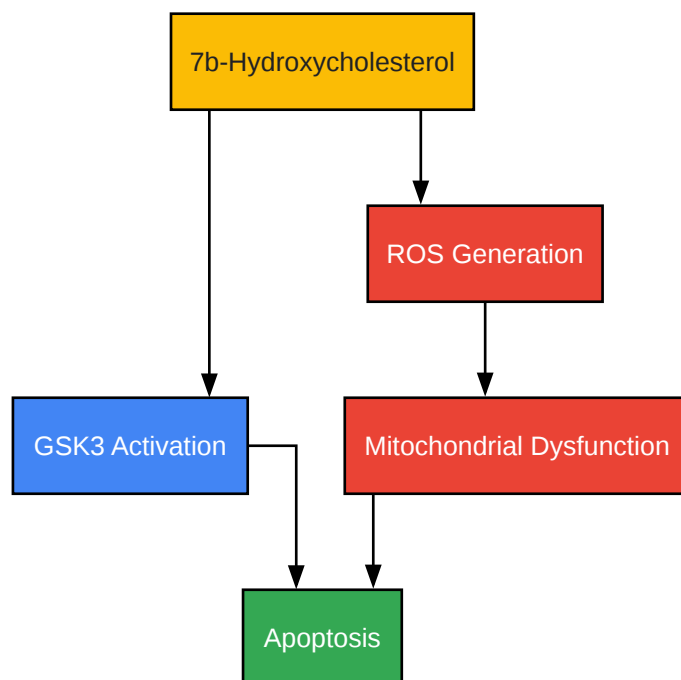 7b-Hydroxycholesterol
ROS Generation
GSK3 Activation
Mitochondrial Dysfunction
Apoptosis